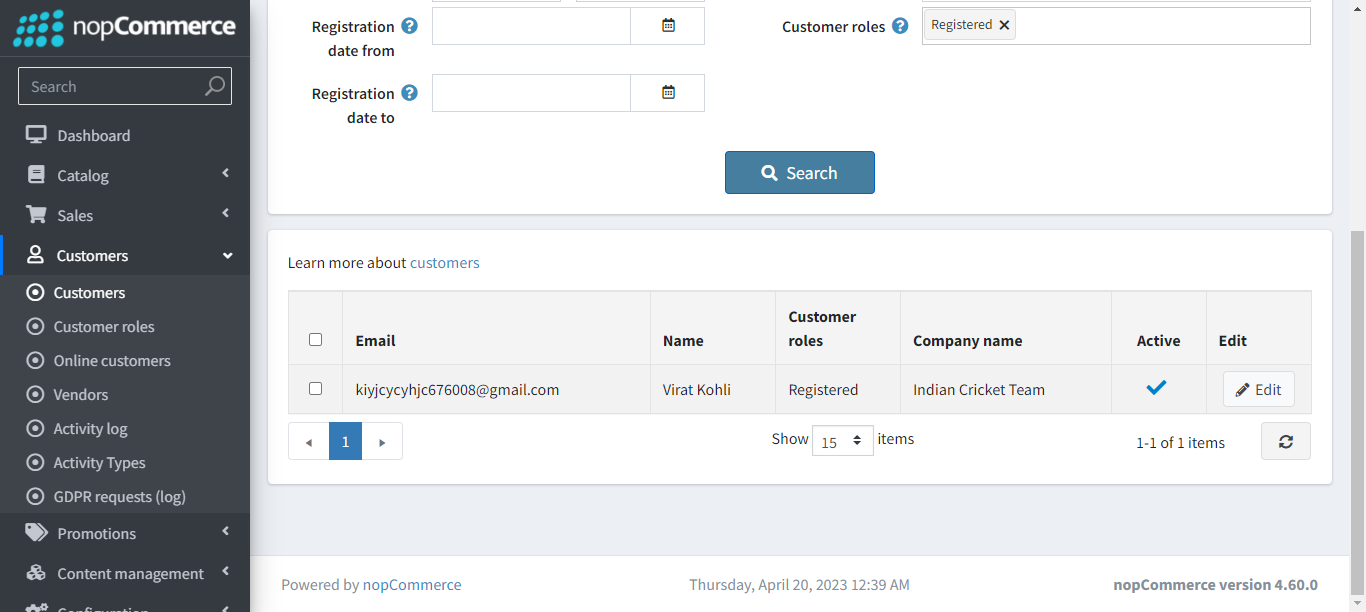 nopCommerce
Search
Dashboard
Catalog
Sales
Customers
Customers
Customer roles
Online customers
Vendors
Activity log
Activity Types
GDPR requests (log)
Promotions
Content management
Configuration
Registration
date from
Customer roles
Registered
Registration
date to
Search
Learn more about customers
Email
Name
Customer
roles
Company name
Active
Edit
kiyjcycyhjc676008@gmail.com
Virat Kohli
Registered
Indian Cricket Team
Edit
1
Show 15 items
1-1 of 1 items
Powered by nopCommerce
Thursday, April 20, 2023 12:39 AM
nopCommerce version 4.60.0